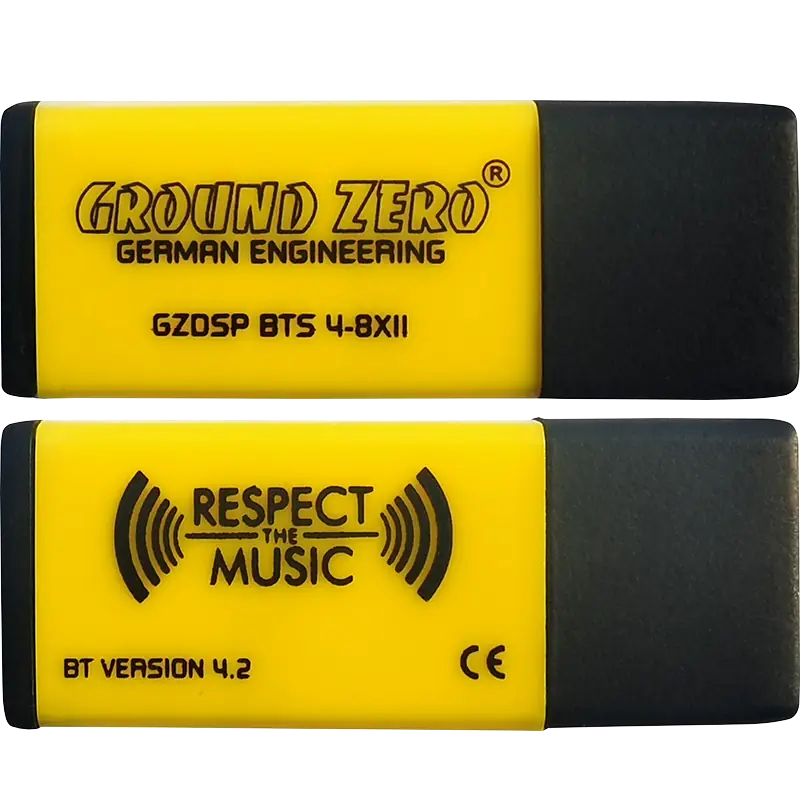 GROUND ZERO®
GERMAN ENGINEERING
GZDSP BTS 4-8XII
RESPECT
THE
MUSIC
BT VERSION 4.2
CE